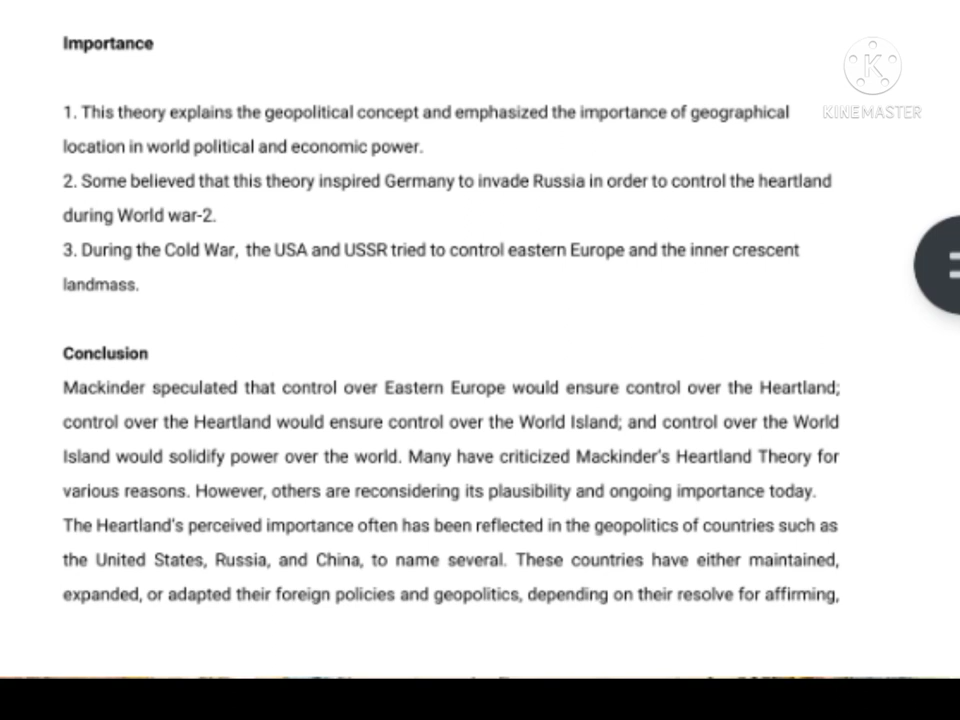 Importance
KINEMASTER
1. This theory explains the geopolitical concept and emphasized the importance of geographical
location in world political and economic power.
2. Some believed that this theory inspired Germany to invade Russia in order to control the heartland
during World war-2.
3. During the Cold War, the USA and USSR tried to control eastern Europe and the inner crescent
landmass.
Conclusion
Mackinder speculated that control over Eastern Europe would ensure control over the Heartland;
control over the Heartland would ensure control over the World Island; and control over the World
Island would solidify power over the world. Many have criticized Mackinder's Heartland Theory for
various reasons. However, others are reconsidering its plausibility and ongoing importance today.
The Heartland's perceived importance often has been reflected in the geopolitics of countries such as
the United States, Russia, and China, to name several. These countries have either maintained,
expanded, or adapted their foreign policies and geopolitics, depending on their resolve for affirming,